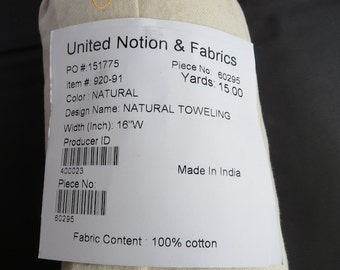 United Notion & Fabrics
PO #:151775
Piece No: 60295
Item #: 920-91
Yards: 15.00
Color : NATURAL
Design Name: NATURAL TOWELING
Width (Inch): 16"W
Producer ID
400023
Made In India
Piece No:
60295
Fabric Content : 100% cotton